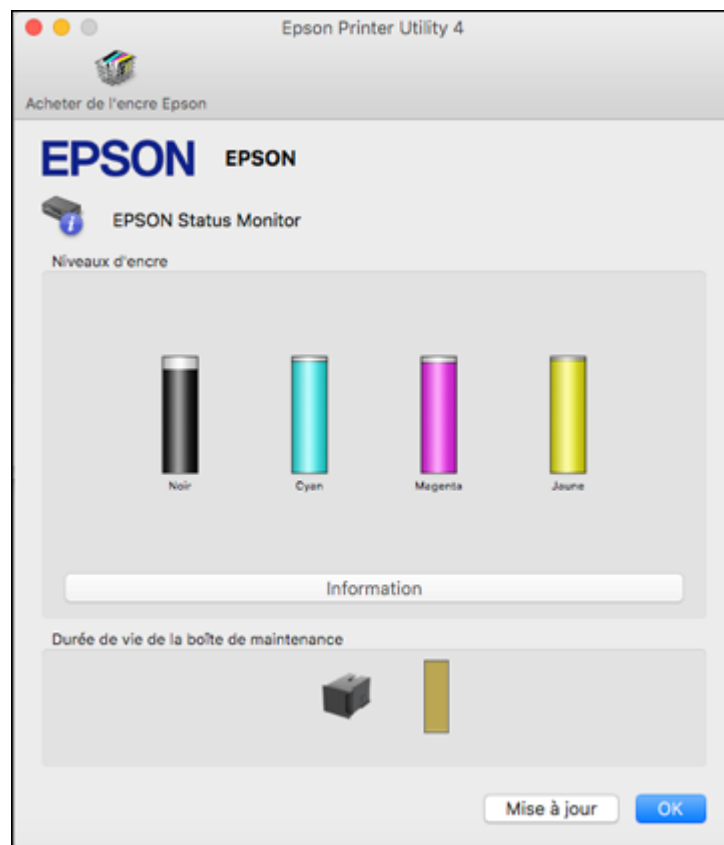 Epson Printer Utility 4
Acheter de l'encre Epson
EPSON EPSON
EPSON Status Monitor
Niveaux d'encre
Noir Cyan Magenta Jaune
Information
Durée de vie de la boîte de maintenance
Mise à jour OK